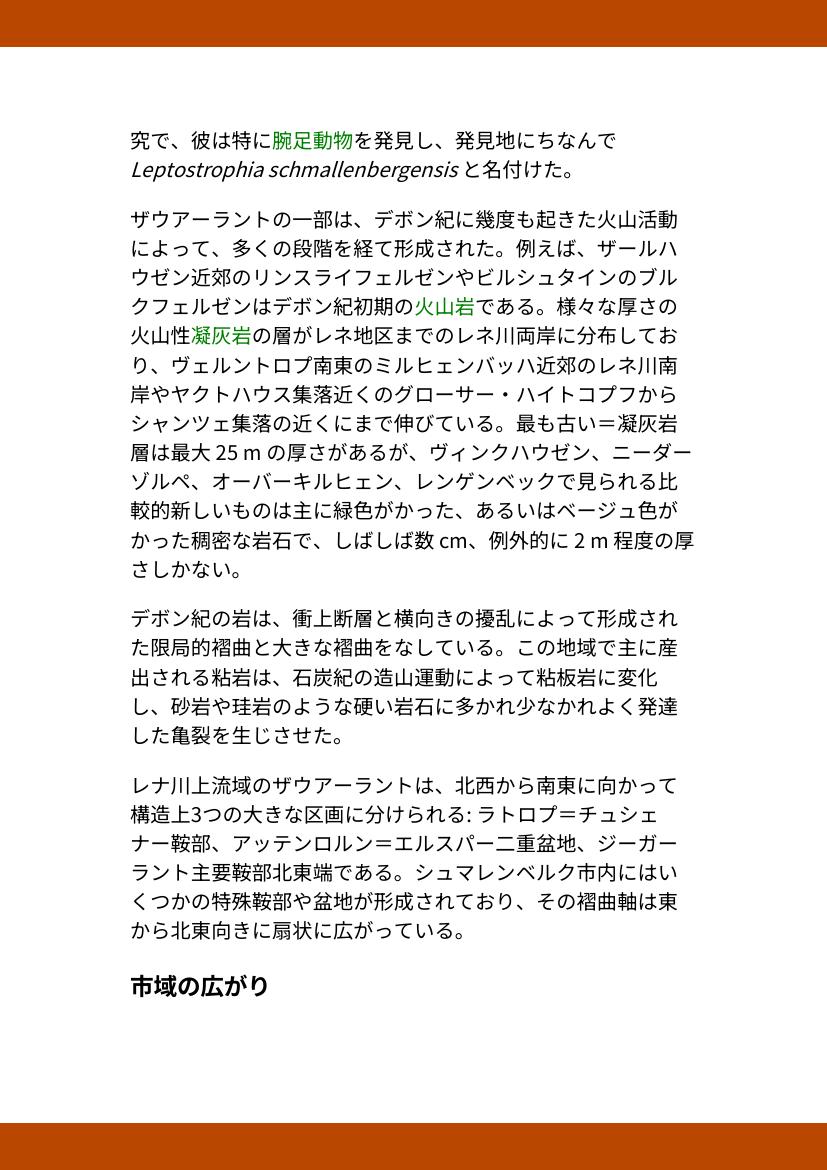 究で、彼は特に腕足動物を発見し、発見地にちなんで
Leptostrophia schmallenbergensis と名付けた。
ザウアーラントの一部は、デボン紀に幾度も起きた火山活動
によって、多くの段階を経て形成された。例えば、ザールハ
ウゼン近郊のリンスライフェルゼンやビルシュタインのブル
クフェルゼンはデボン紀初期の火山岩である。様々な厚さの
火山性凝灰岩の層がレネ地区までのレネ川両岸に分布してお
り、ヴェルントロプ南東のミルヒェンバッハ近郊のレネ川南
岸やヤクトハウス集落近くのグローサー・ハイトコプフから
シャンツェ集落の近くにまで伸びている。最も古い＝凝灰岩
層は最大 25 m の厚さがあるが、ヴィンクハウゼン、ニーダー
ゾルペ、オーバーキルヒェン、レンゲンベックで見られる比
較的新しいものは主に緑色がかった、あるいはベージュ色が
かった稠密な岩石で、しばしば数 cm、例外的に 2 m 程度の厚
さしかない。
デボン紀の岩は、衝上断層と横向きの擾乱によって形成され
た限局的褶曲と大きな褶曲をなしている。この地域で主に産
出される粘岩は、石炭紀の造山運動によって粘板岩に変化
し、砂岩や珪岩のような硬い岩石に多かれ少なかれよく発達
した亀裂を生じさせた。
レナ川上流域のザウアーラントは、北西から南東に向かって
構造上3つの大きな区画に分けられる: ラトロプ＝チュシェ
ナー鞍部、アッテンロルン＝エルスパー二重盆地、ジーガー
ラント主要鞍部北東端である。シュマレンベルク市内にはい
くつかの特殊鞍部や盆地が形成されており、その褶曲軸は東
から北東向きに扇状に広がっている。
市域の広がり